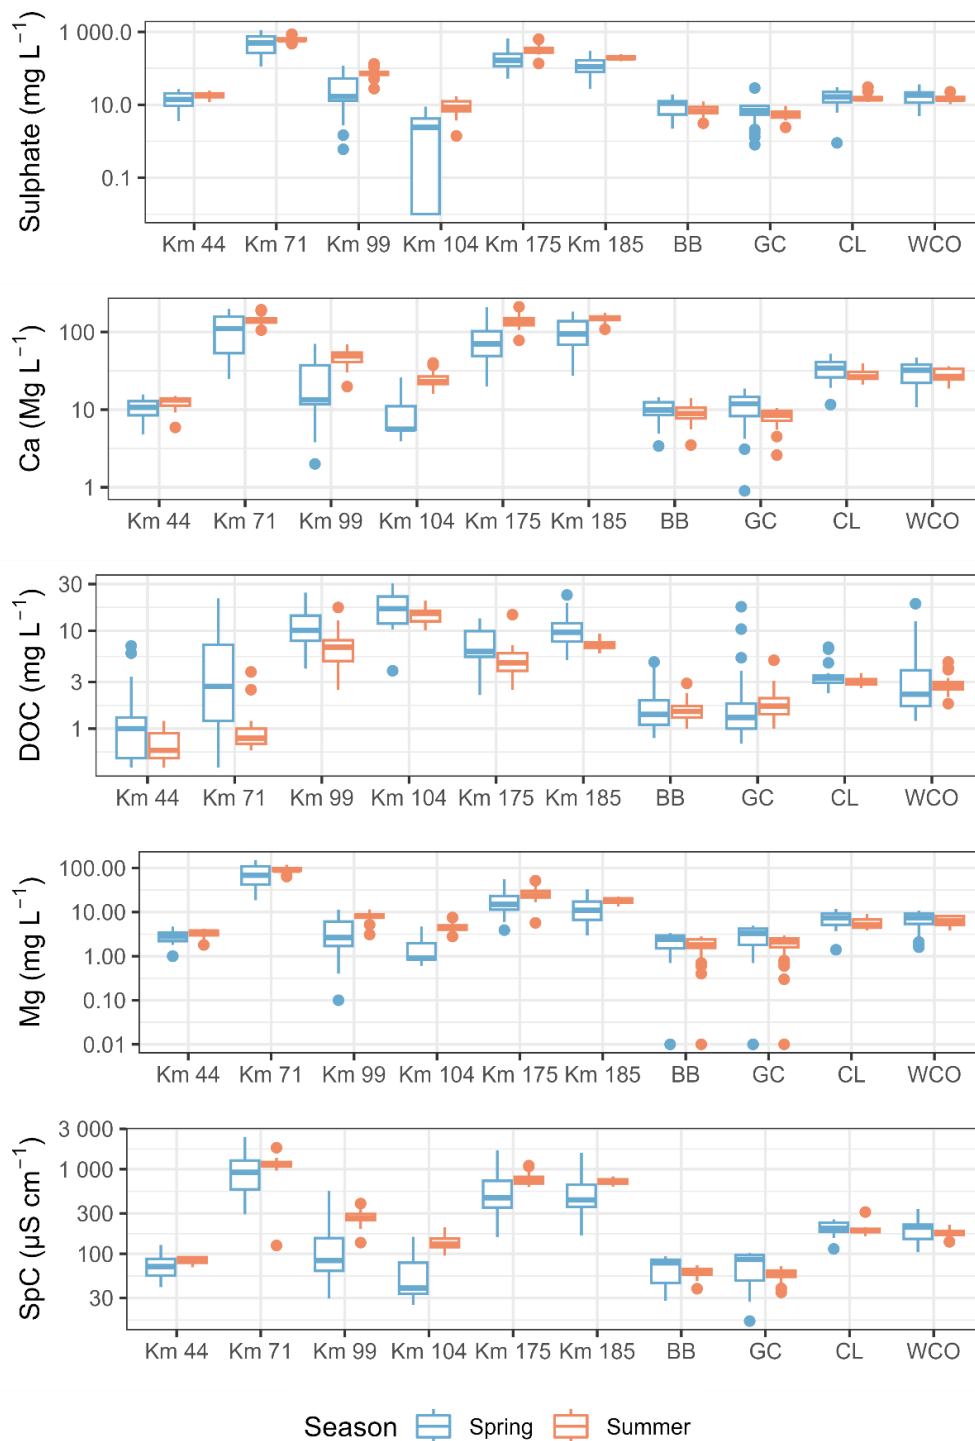 Sulphate (mg L⁻¹)
1 000.0
10.0
0.1
Km 44 Km 71 Km 99 Km 104 Km 175 Km 185 BB GC CL WCO
Ca (Mg L⁻¹)
100
10
1
Km 44 Km 71 Km 99 Km 104 Km 175 Km 185 BB GC CL WCO
DOC (mg L⁻¹)
30
10
3
1
Km 44 Km 71 Km 99 Km 104 Km 175 Km 185 BB GC CL WCO
Mg (mg L⁻¹)
100.00
10.00
1.00
0.10
0.01
Km 44 Km 71 Km 99 Km 104 Km 175 Km 185 BB GC CL WCO
SpC (µS cm⁻¹)
3 000
1 000
300
100
30
Km 44 Km 71 Km 99 Km 104 Km 175 Km 185 BB GC CL WCO
Season Spring Summer